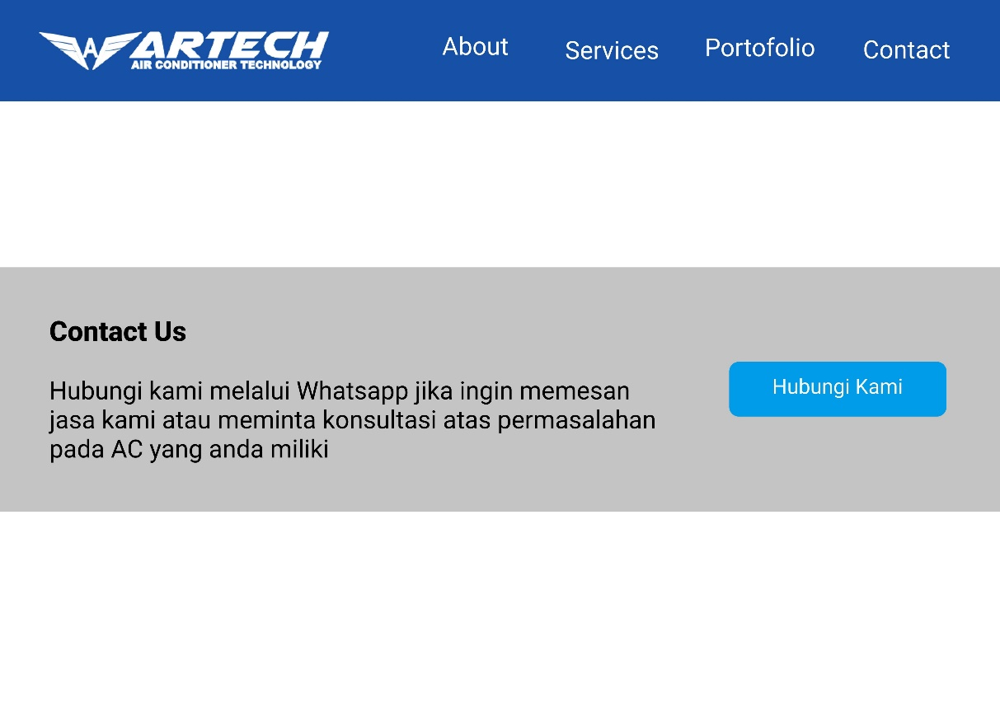 A ARTECH
AIR CONDITIONER TECHNOLOGY
About Services Portofolio Contact
Contact Us
Hubungi kami melalui Whatsapp jika ingin memesan
jasa kami atau meminta konsultasi atas permasalahan
pada AC yang anda miliki
Hubungi Kami